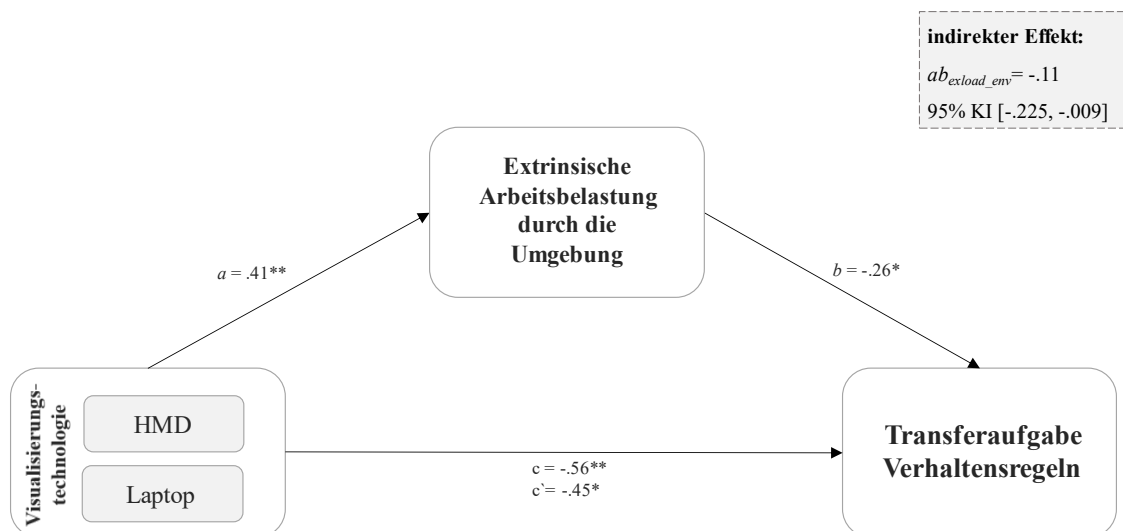 indirekter Effekt:
ab_exload_env= -.11
95% KI [-.225, -.009]
Extrinsische
Arbeitsbelastung
durch die
Umgebung
a = .41**
b = -.26*
Visualisierungs-
technologie
HMD
Laptop
c = -.56**
c`= -.45*
Transferaufgabe
Verhaltensregeln